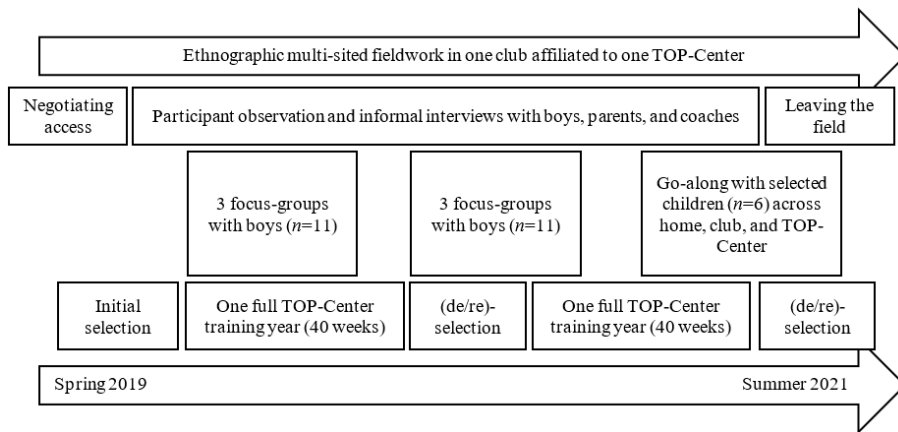 Ethnographic multi-sited fieldwork in one club affiliated to one TOP-Center
Negotiating
access
Participant observation and informal interviews with boys, parents, and coaches
Leaving the
field
3 focus-groups
with boys (n=11)
3 focus-groups
with boys (n=11)
Go-along with selected
children (n=6) across
home, club, and TOP-
Center
Initial
selection
One full TOP-Center
training year (40 weeks)
(de/re)-
selection
One full TOP-Center
training year (40 weeks)
(de/re)-
selection
Spring 2019
Summer 2021